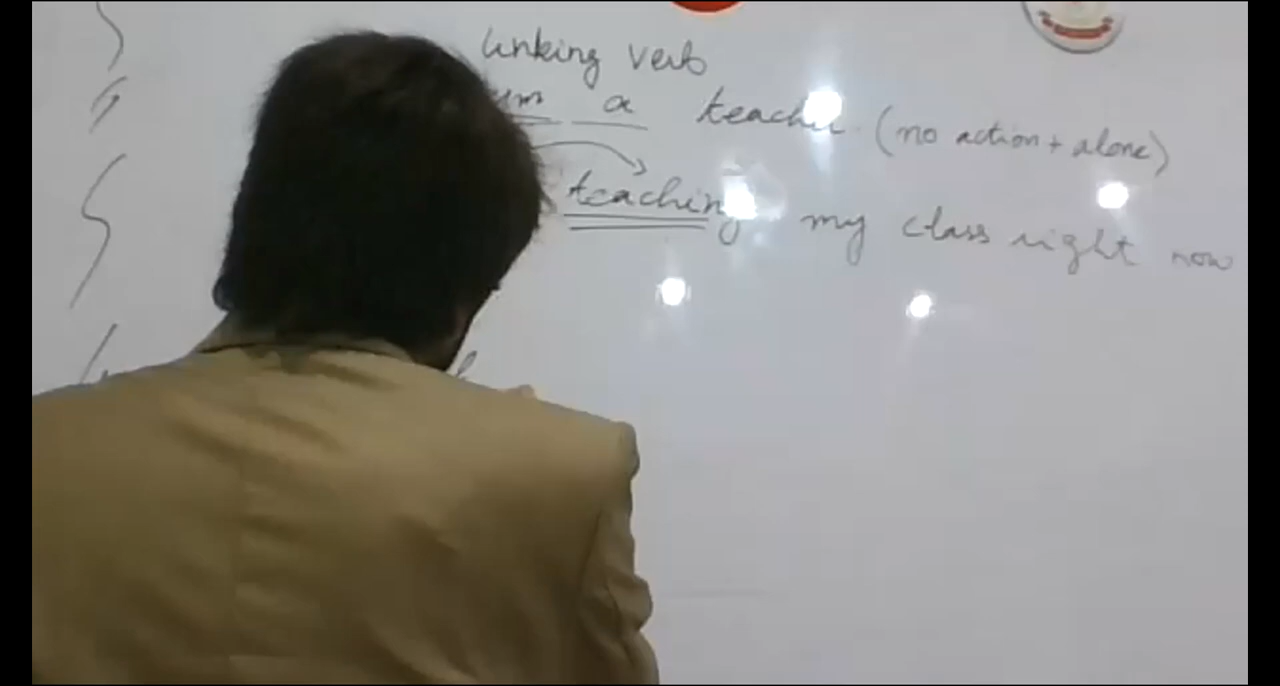 linking verb
am a teacher. (no action + alone)
teaching my class right now